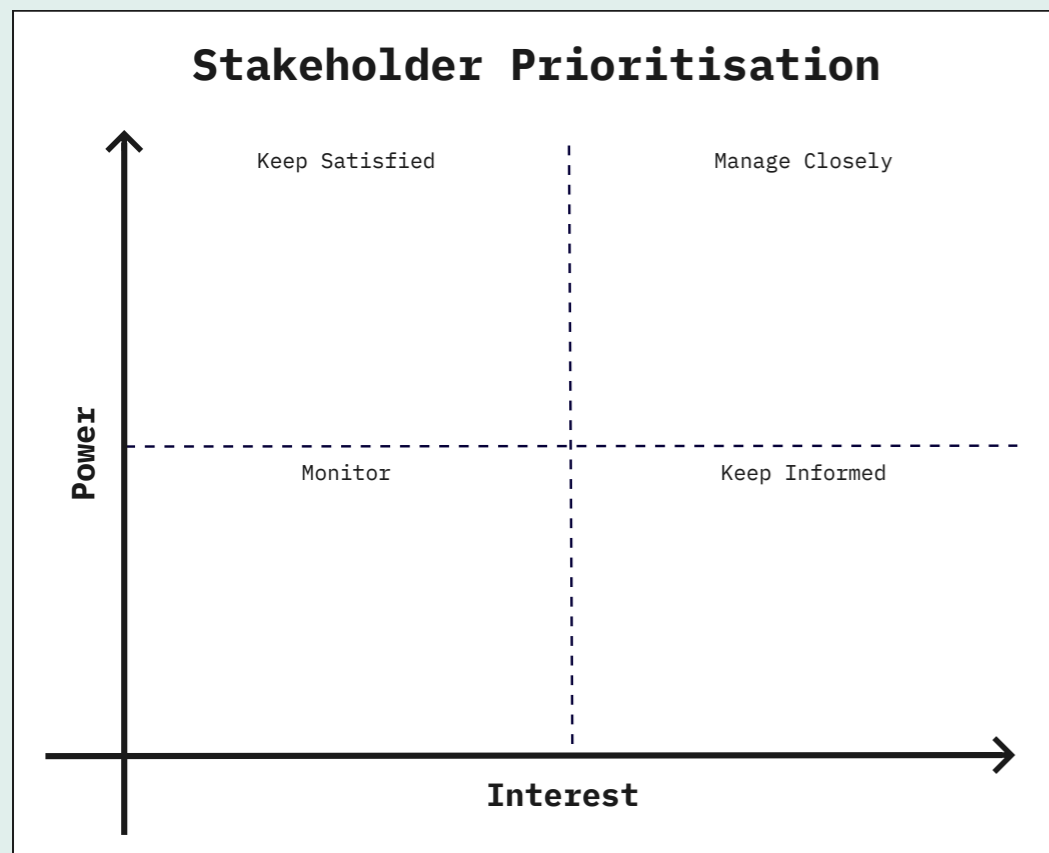 Stakeholder Prioritisation
Keep Satisfied
Manage Closely
Power
Monitor
Keep Informed
Interest